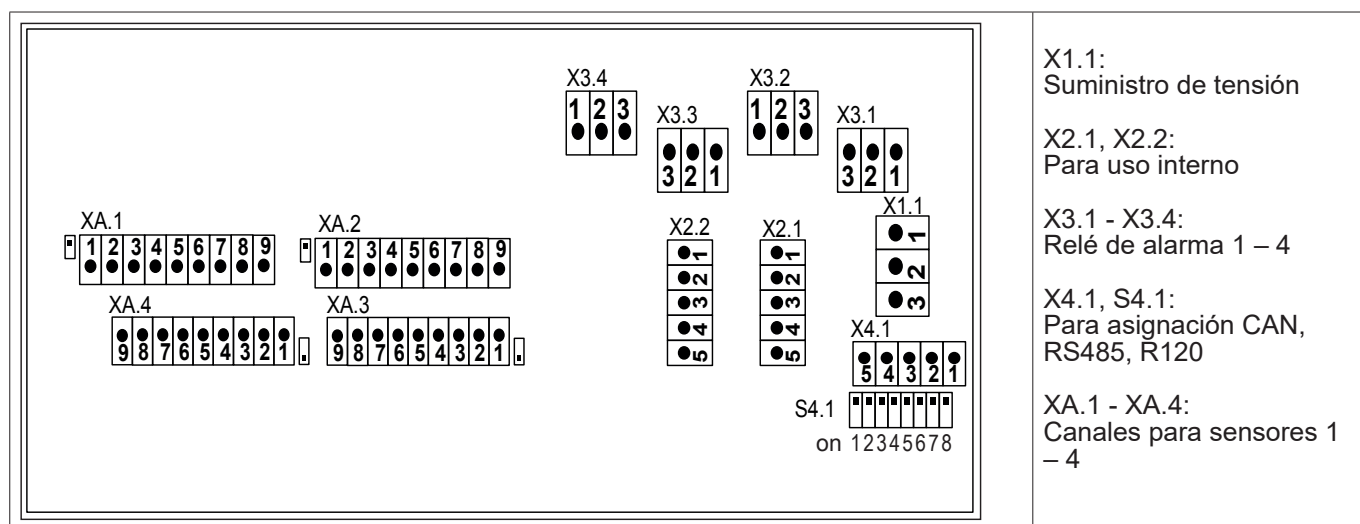 X3.4
1 2 3
X3.3
3 2 1
X3.2
1 2 3
X3.1
3 2 1
XA.1
1 2 3 4 5 6 7 8 9
XA.2
1 2 3 4 5 6 7 8 9
XA.4
9 8 7 6 5 4 3 2 1
XA.3
9 8 7 6 5 4 3 2 1
X2.2
1
2
3
4
5
X2.1
1
2
3
4
5
X1.1
1
2
3
X4.1
5 4 3 2 1
S4.1
on 12345678
X1.1:
Suministro de tensión
X2.1, X2.2:
Para uso interno
X3.1 - X3.4:
Relé de alarma 1 – 4
X4.1, S4.1:
Para asignación CAN,
RS485, R120
XA.1 - XA.4:
Canales para sensores 1
– 4